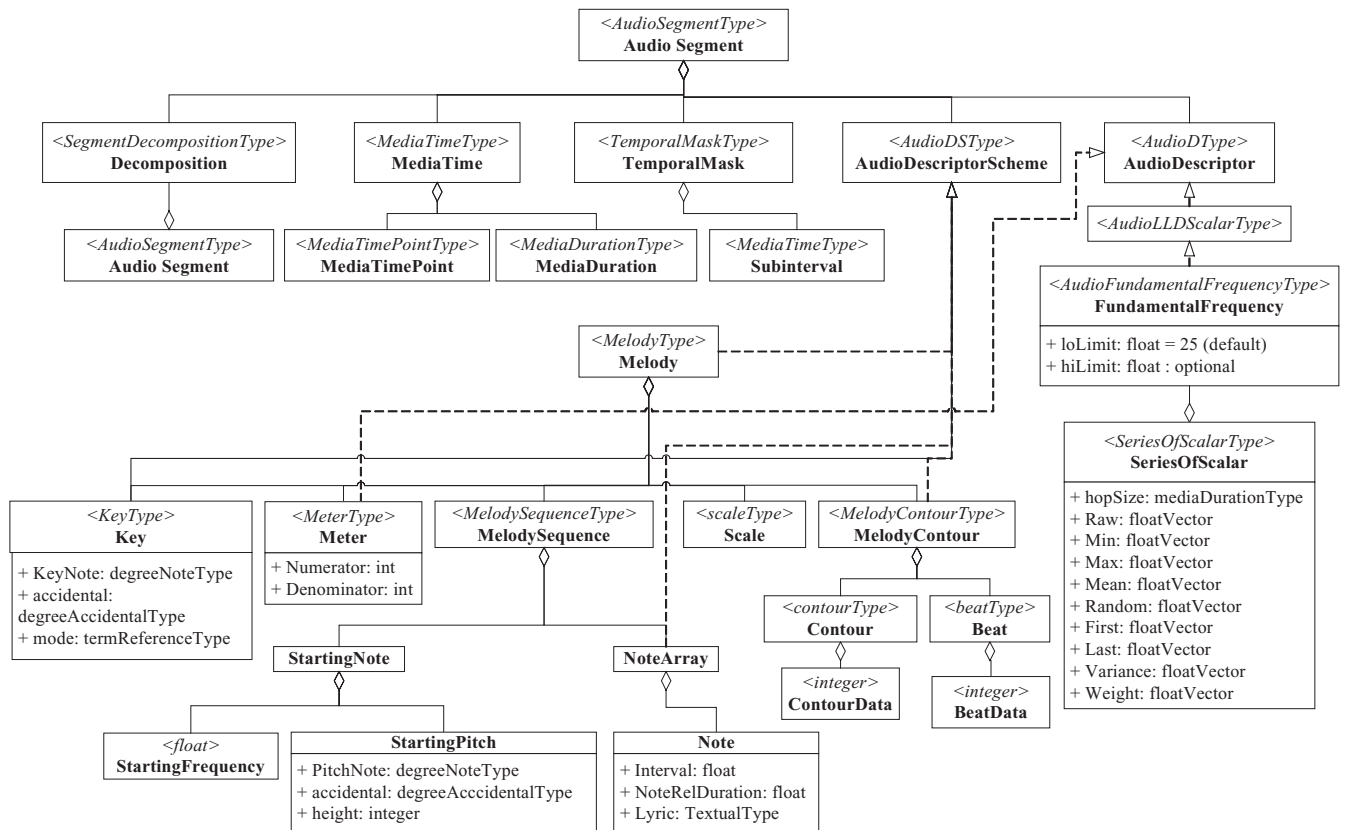 <AudioSegmentType>
Audio Segment
<SegmentDecompositionType>
Decomposition
<MediaTimeType>
MediaTime
<TemporalMaskType>
TemporalMask
<AudioDSType>
AudioDescriptorScheme
<AudioDType>
AudioDescriptor
<AudioSegmentType>
Audio Segment
<MediaTimePointType>
MediaTimePoint
<MediaDurationType>
MediaDuration
<MediaTimeType>
Subinterval
<AudioLLDScalarType>
<AudioFundamentalFrequencyType>
FundamentalFrequency
+ loLimit: float = 25 (default)
+ hiLimit: float : optional
<MelodyType>
Melody
<SeriesOfScalarType>
SeriesOfScalar
+ hopSize: mediaDurationType
+ Raw: floatVector
+ Min: floatVector
+ Max: floatVector
+ Mean: floatVector
+ Random: floatVector
+ First: floatVector
+ Last: floatVector
+ Variance: floatVector
+ Weight: floatVector
<KeyType>
Key
+ KeyNote: degreeNoteType
+ accidental:
degreeAccidentalType
+ mode: termReferenceType
<MeterType>
Meter
+ Numerator: int
+ Denominator: int
<MelodySequenceType>
MelodySequence
<scaleType>
Scale
<MelodyContourType>
MelodyContour
<contourType>
Contour
<beatType>
Beat
StartingNote
NoteArray
<integer>
ContourData
<integer>
BeatData
<float>
StartingFrequency
StartingPitch
+ PitchNote: degreeNoteType
+ accidental: degreeAcccidentalType
+ height: integer
Note
+ Interval: float
+ NoteRelDuration: float
+ Lyric: TextualType